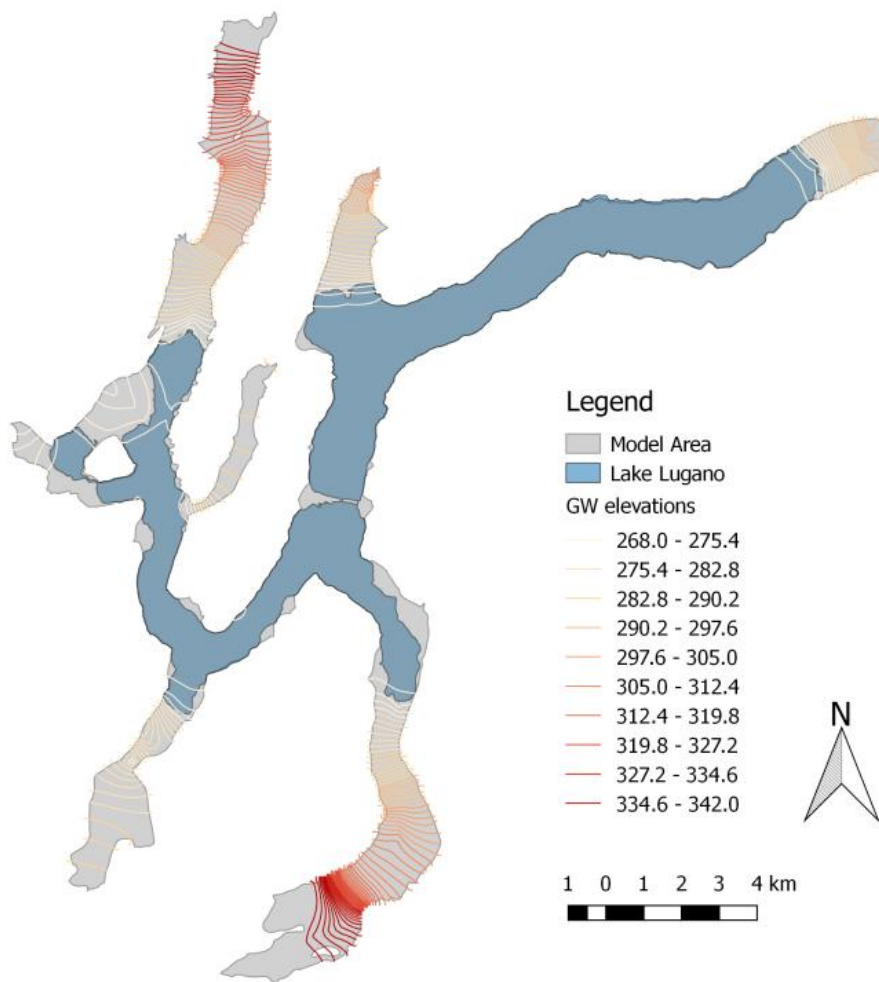 Legend
Model Area
Lake Lugano
GW elevations
268.0 - 275.4
275.4 - 282.8
282.8 - 290.2
290.2 - 297.6
297.6 - 305.0
305.0 - 312.4
312.4 - 319.8
319.8 - 327.2
327.2 - 334.6
334.6 - 342.0
N
1 0 1 2 3 4 km